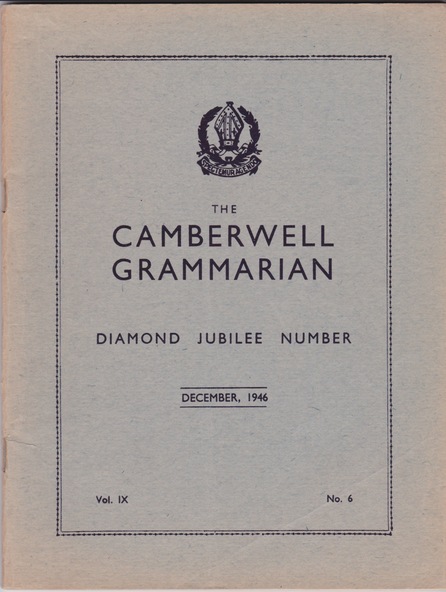 SPECTEMUR AGENDO
THE
CAMBERWELL
GRAMMARIAN
DIAMOND JUBILEE NUMBER
DECEMBER, 1946
Vol. IX
No. 6